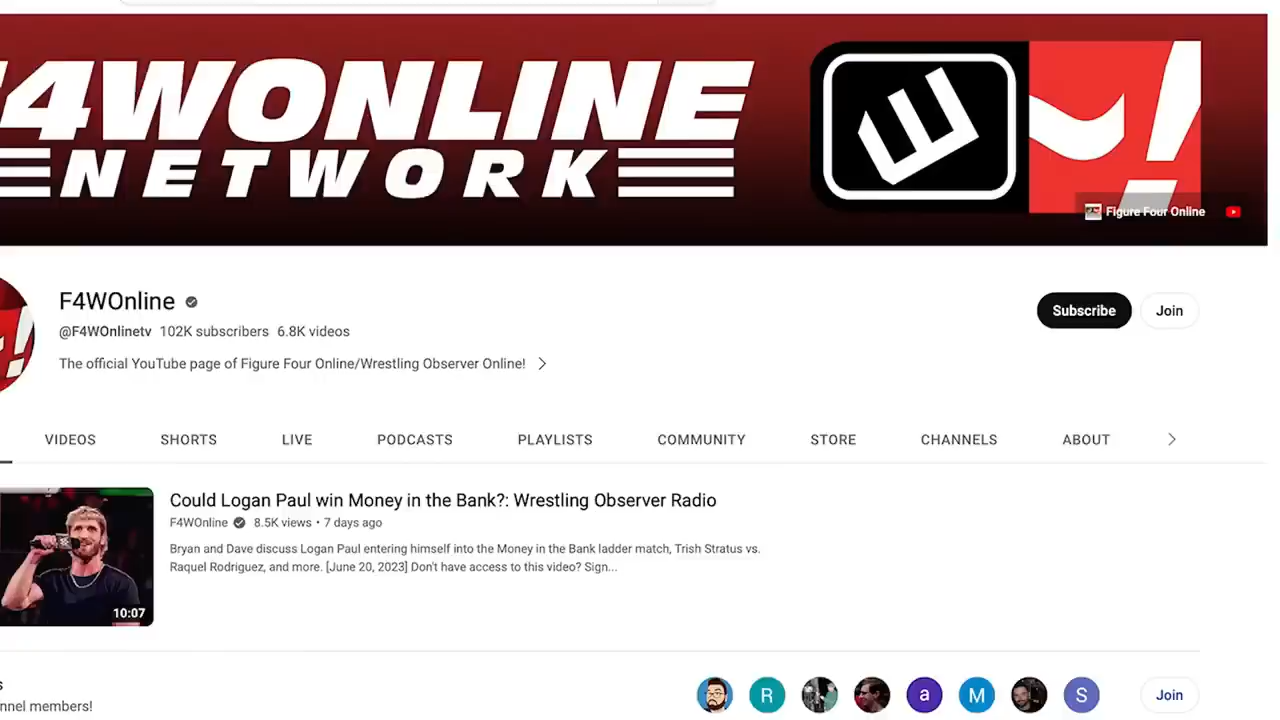 F4WONLINE
NETWORK
Figure Four Online
F4WOnline
@F4WOnlinetv 102K subscribers 6.8K videos
The official YouTube page of Figure Four Online/Wrestling Observer Online!
Subscribe
Join
VIDEOS
SHORTS
LIVE
PODCASTS
PLAYLISTS
COMMUNITY
STORE
CHANNELS
ABOUT
10:07
Could Logan Paul win Money in the Bank?: Wrestling Observer Radio
F4WOnline 8.5K views • 7 days ago
Bryan and Dave discuss Logan Paul entering himself into the Money in the Bank ladder match, Trish Stratus vs.
Raquel Rodriguez, and more. [June 20, 2023] Don't have access to this video? Sign...
s
nnel members!
R
a
M
S
Join